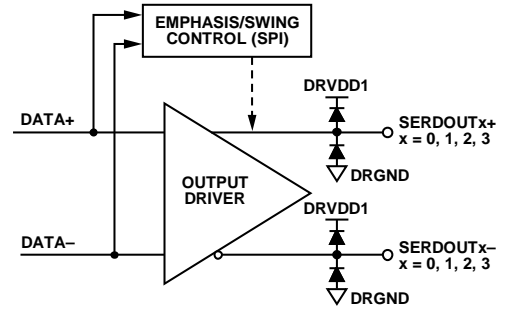 EMPHASIS/SWING
CONTROL (SPI)
DRVDD1
DATA+
SERDOUTx+
x = 0, 1, 2, 3
OUTPUT
DRIVER
DRGND
DRVDD1
DATA–
SERDOUTx–
x = 0, 1, 2, 3
DRGND